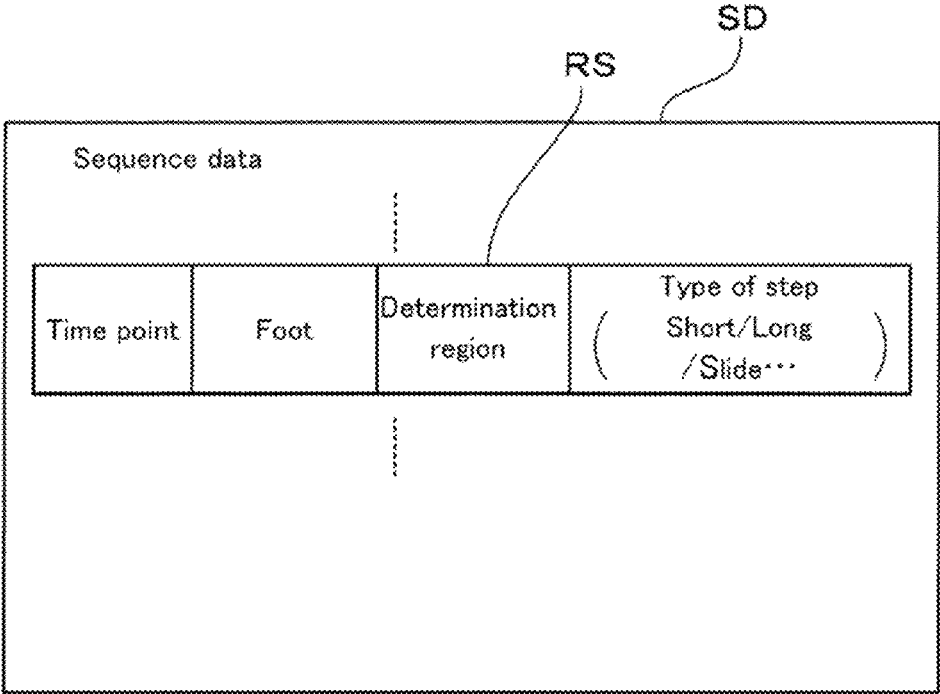 SD
RS
Sequence data
Time point
Foot
Determination
region
Type of step
(Short/Long
/Slide…)